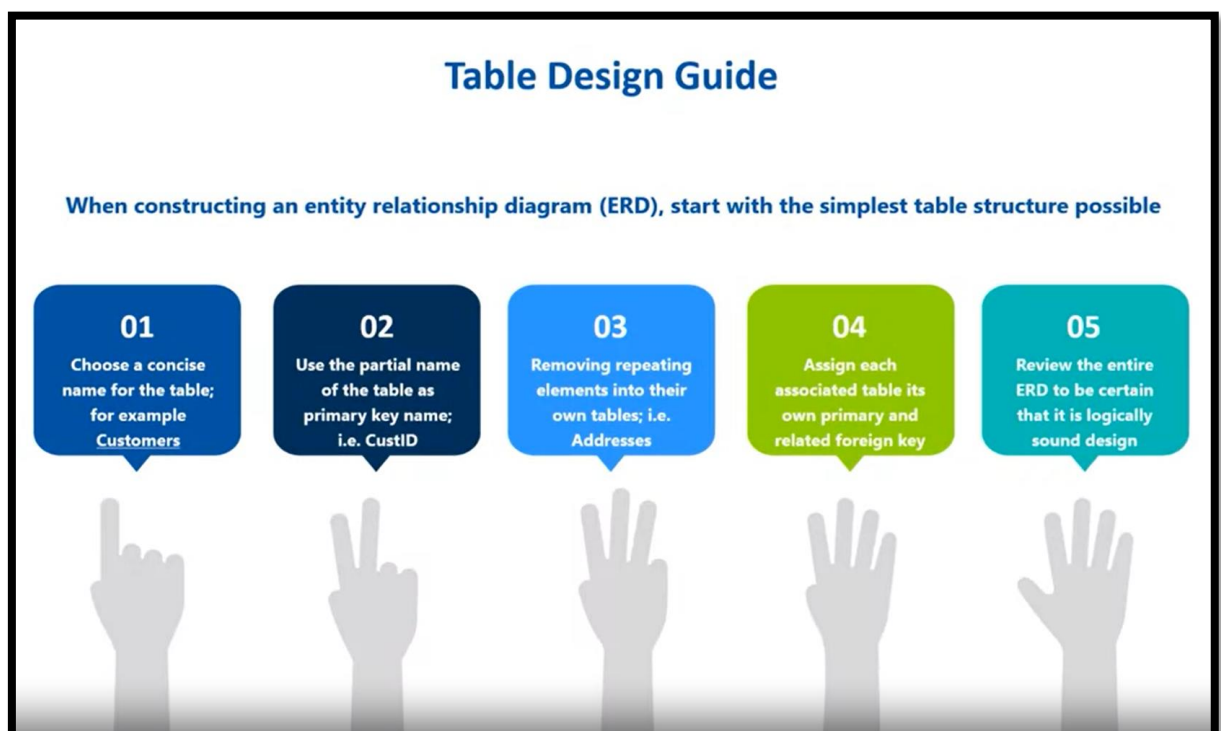 Table Design Guide
When constructing an entity relationship diagram (ERD), start with the simplest table structure possible
01
Choose a concise
name for the table;
for example
Customers
02
Use the partial name
of the table as
primary key name;
i.e. CustID
03
Removing repeating
elements into their
own tables; i.e.
Addresses
04
Assign each
associated table its
own primary and
related foreign key
05
Review the entire
ERD to be certain
that it is logically
sound design